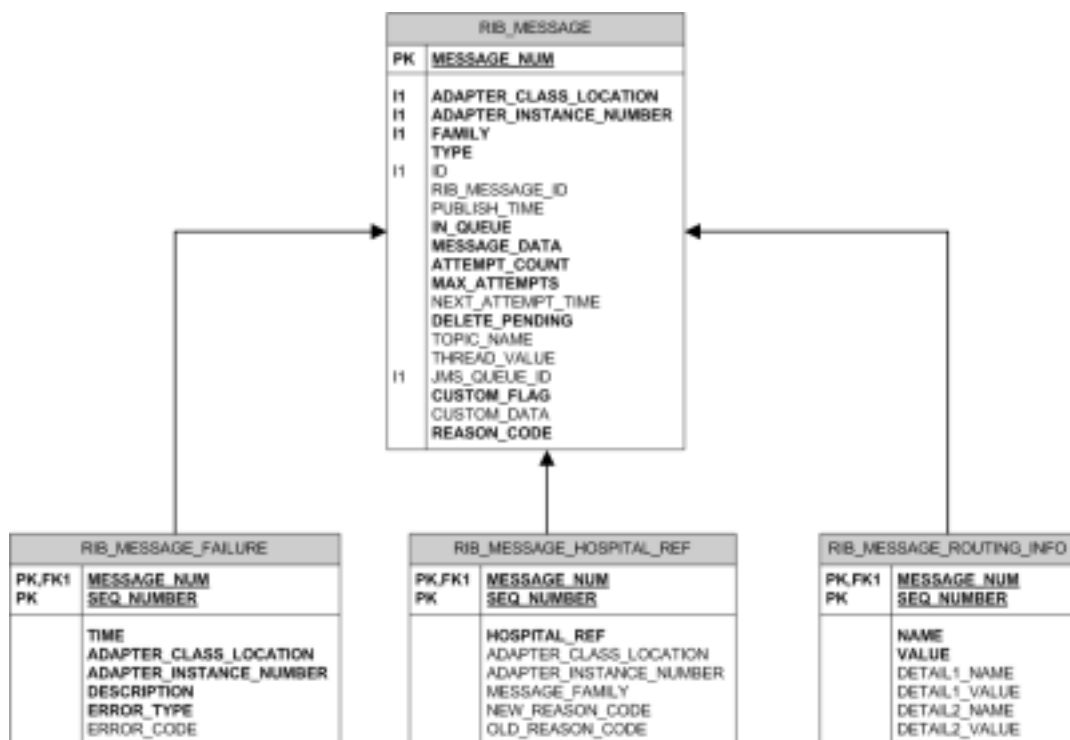 RIB_MESSAGE
PK MESSAGE_NUM
I1 ADAPTER_CLASS_LOCATION
I1 ADAPTER_INSTANCE_NUMBER
I1 FAMILY
TYPE
I1 ID
RIB_MESSAGE_ID
PUBLISH_TIME
IN_QUEUE
MESSAGE_DATA
ATTEMPT_COUNT
MAX_ATTEMPTS
NEXT_ATTEMPT_TIME
DELETE_PENDING
TOPIC_NAME
THREAD_VALUE
I1 JMS_QUEUE_ID
CUSTOM_FLAG
CUSTOM_DATA
REASON_CODE
RIB_MESSAGE_FAILURE
PK,FK1 MESSAGE_NUM
PK SEQ_NUMBER
TIME
ADAPTER_CLASS_LOCATION
ADAPTER_INSTANCE_NUMBER
DESCRIPTION
ERROR_TYPE
ERROR_CODE
RIB_MESSAGE_HOSPITAL_REF
PK,FK1 MESSAGE_NUM
PK SEQ_NUMBER
HOSPITAL_REF
ADAPTER_CLASS_LOCATION
ADAPTER_INSTANCE_NUMBER
MESSAGE_FAMILY
NEW_REASON_CODE
OLD_REASON_CODE
RIB_MESSAGE_ROUTING_INFO
PK,FK1 MESSAGE_NUM
PK SEQ_NUMBER
NAME
VALUE
DETAIL1_NAME
DETAIL1_VALUE
DETAIL2_NAME
DETAIL2_VALUE